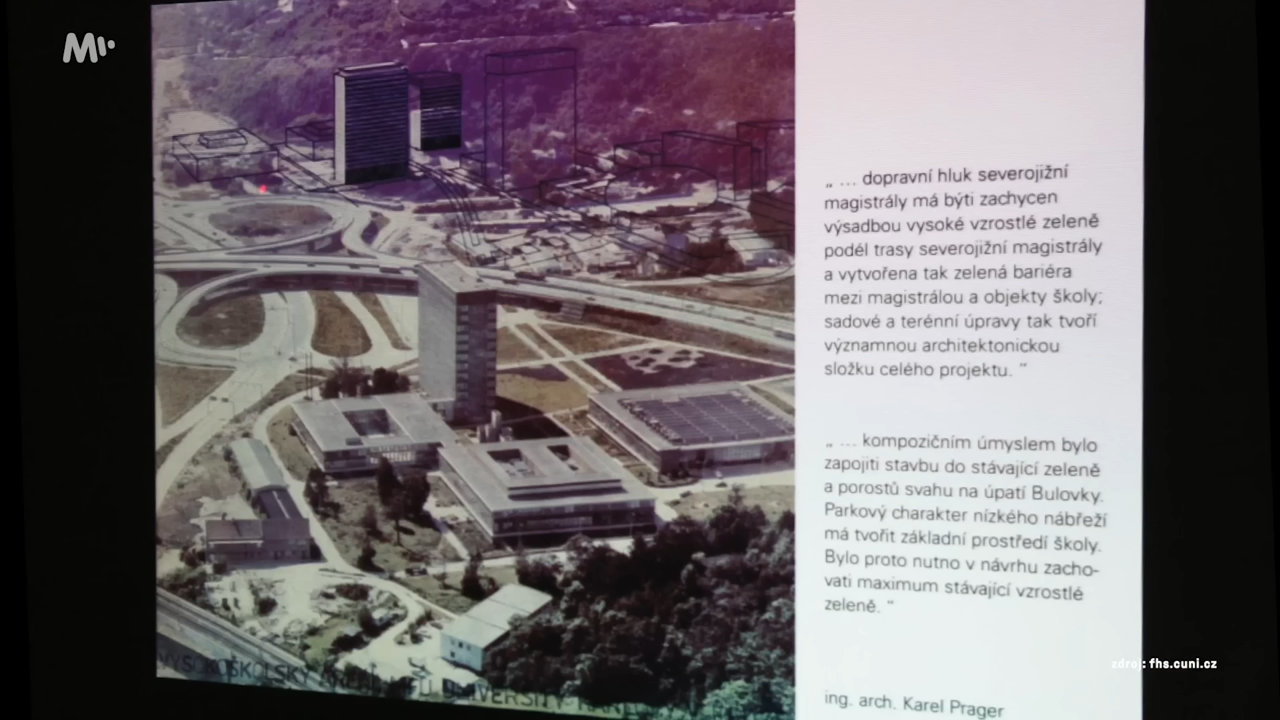 M
„ ... dopravní hluk severojižní
magistrály má býti zachycen
výsadbou vysoké vzrostlé zeleně
podél trasy severojižní magistrály
a vytvořena tak zelená bariéra
mezi magistrálou a objekty školy;
sadové a terénní úpravy tak tvoří
významnou architektonickou
složku celého projektu. "
„ ... kompozičním úmyslem bylo
zapojiti stavbu do stávající zeleně
a porostů svahu na úpatí Bulovky.
Parkový charakter nízkého nábřeží
má tvořit základní prostředí školy.
Bylo proto nutno v návrhu zacho-
vati maximum stávající vzrostlé
zeleně. "
ing. arch. Karel Prager
zdroj: fhs.cuni.cz
VYSOKOŠKOLSKÝ UNIVERSITY